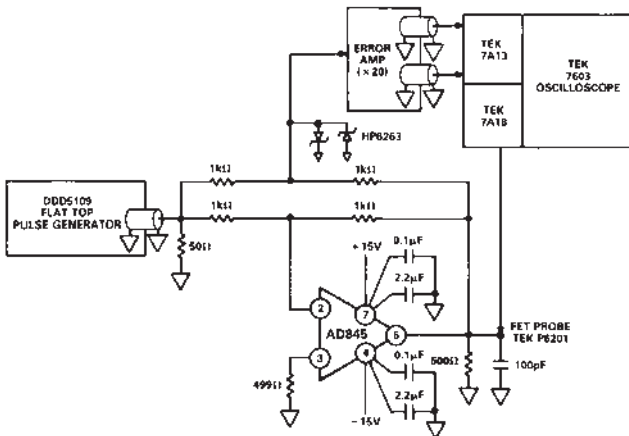 ERROR
AMP
(×20)
TEK
7A13
TEK
7603
OSCILLOSCOPE
TEK
7A18
HP6263
1kΩ
1kΩ
DDD5109
FLAT TOP
PULSE GENERATOR
1kΩ
1kΩ
50Ω
+15V
0.1µF
2.2µF
2
7
AD845
6
3
4
499Ω
0.1µF
2.2µF
-15V
500Ω
FET PROBE
TEK P6201
100pF